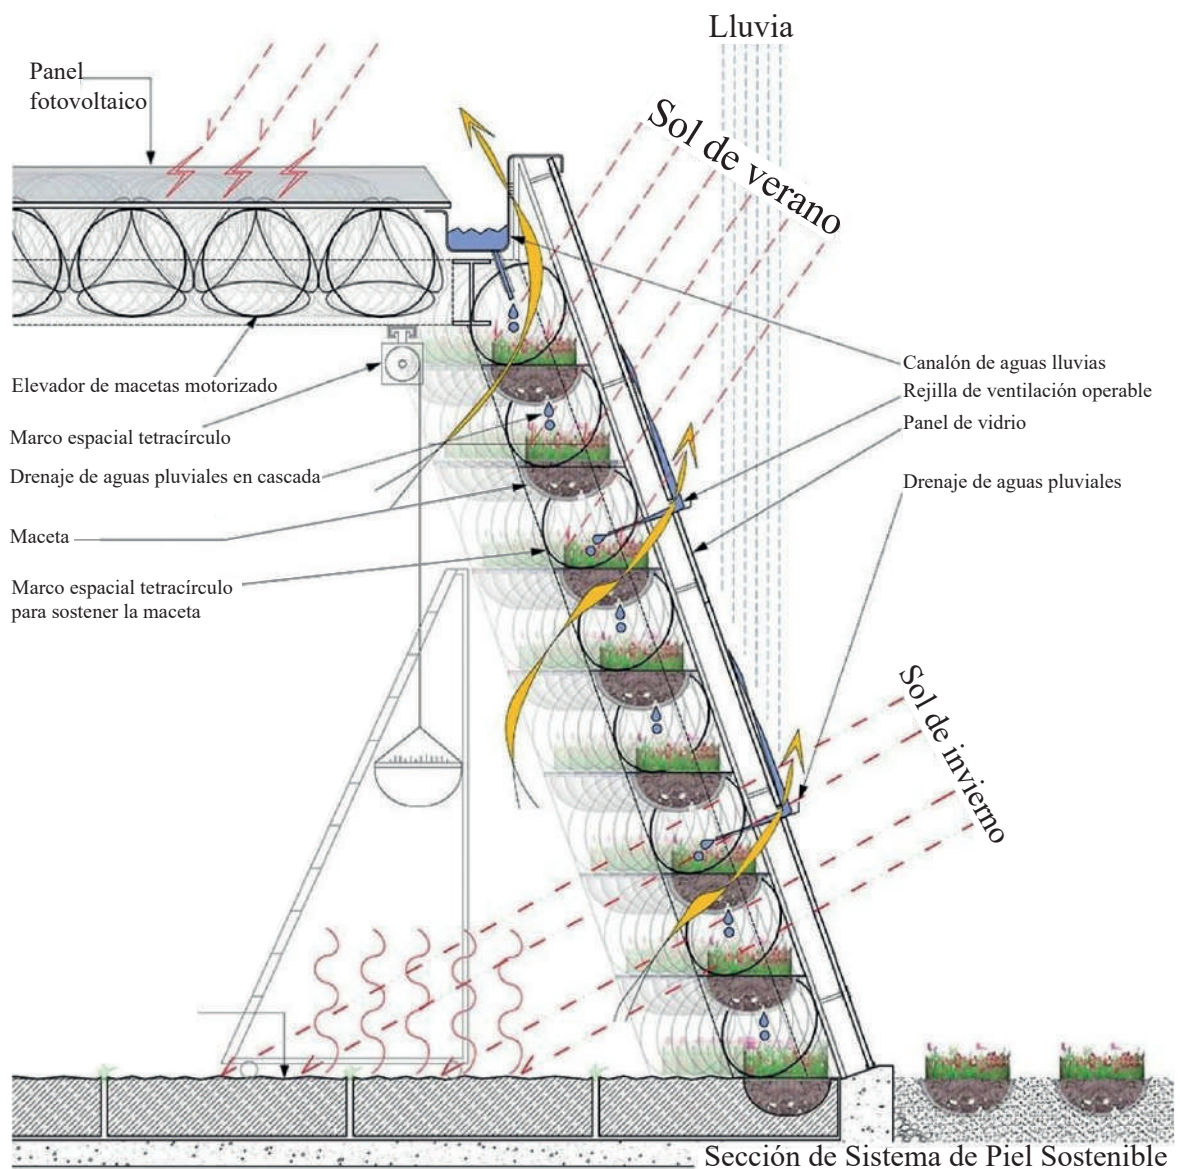 Lluvia
Panel
fotovoltaico
Sol de verano
Canalón de aguas lluvias
Rejilla de ventilación operable
Panel de vidrio
Drenaje de aguas pluviales
Elevador de macetas motorizado
Marco espacial tetracírculo
Drenaje de aguas pluviales en cascada
Maceta
Marco espacial tetracírculo
para sostener la maceta
Sol de invierno
Sección de Sistema de Piel Sostenible